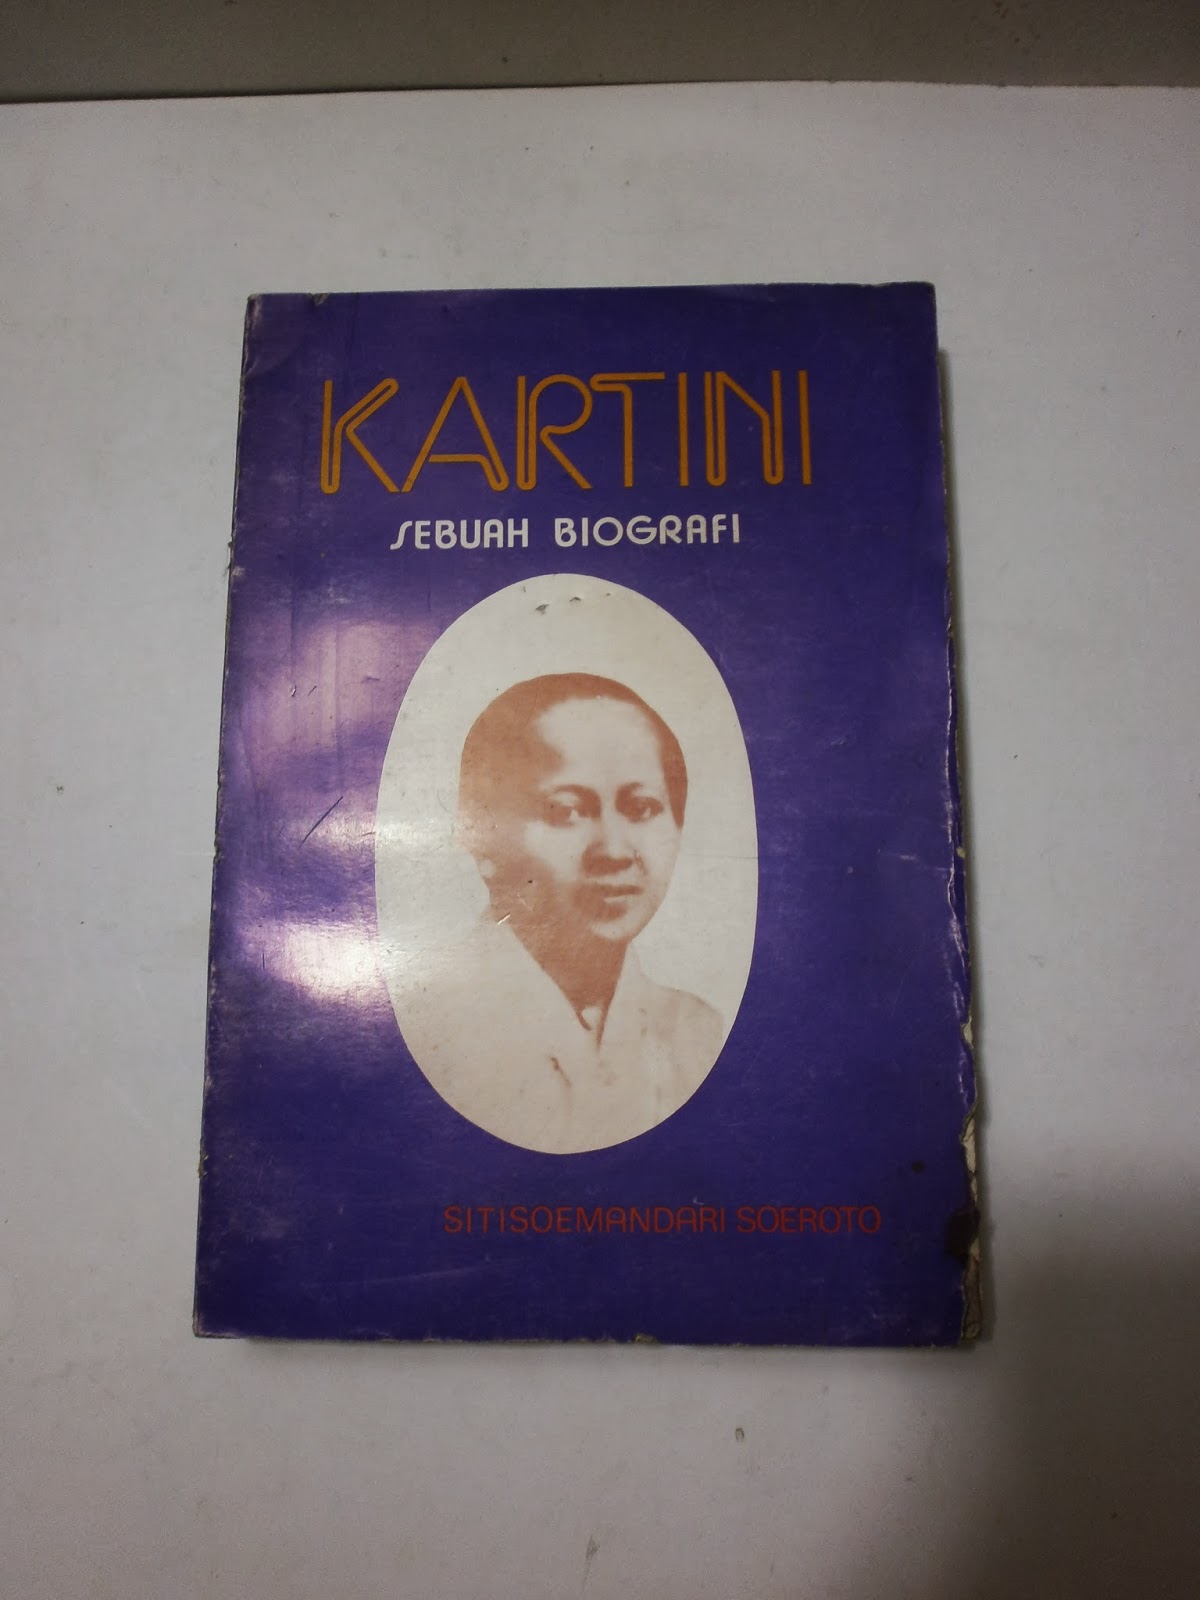 KARTINI
SEBUAH BIOGRAFI
SITISOEMANDARI SOEROTO